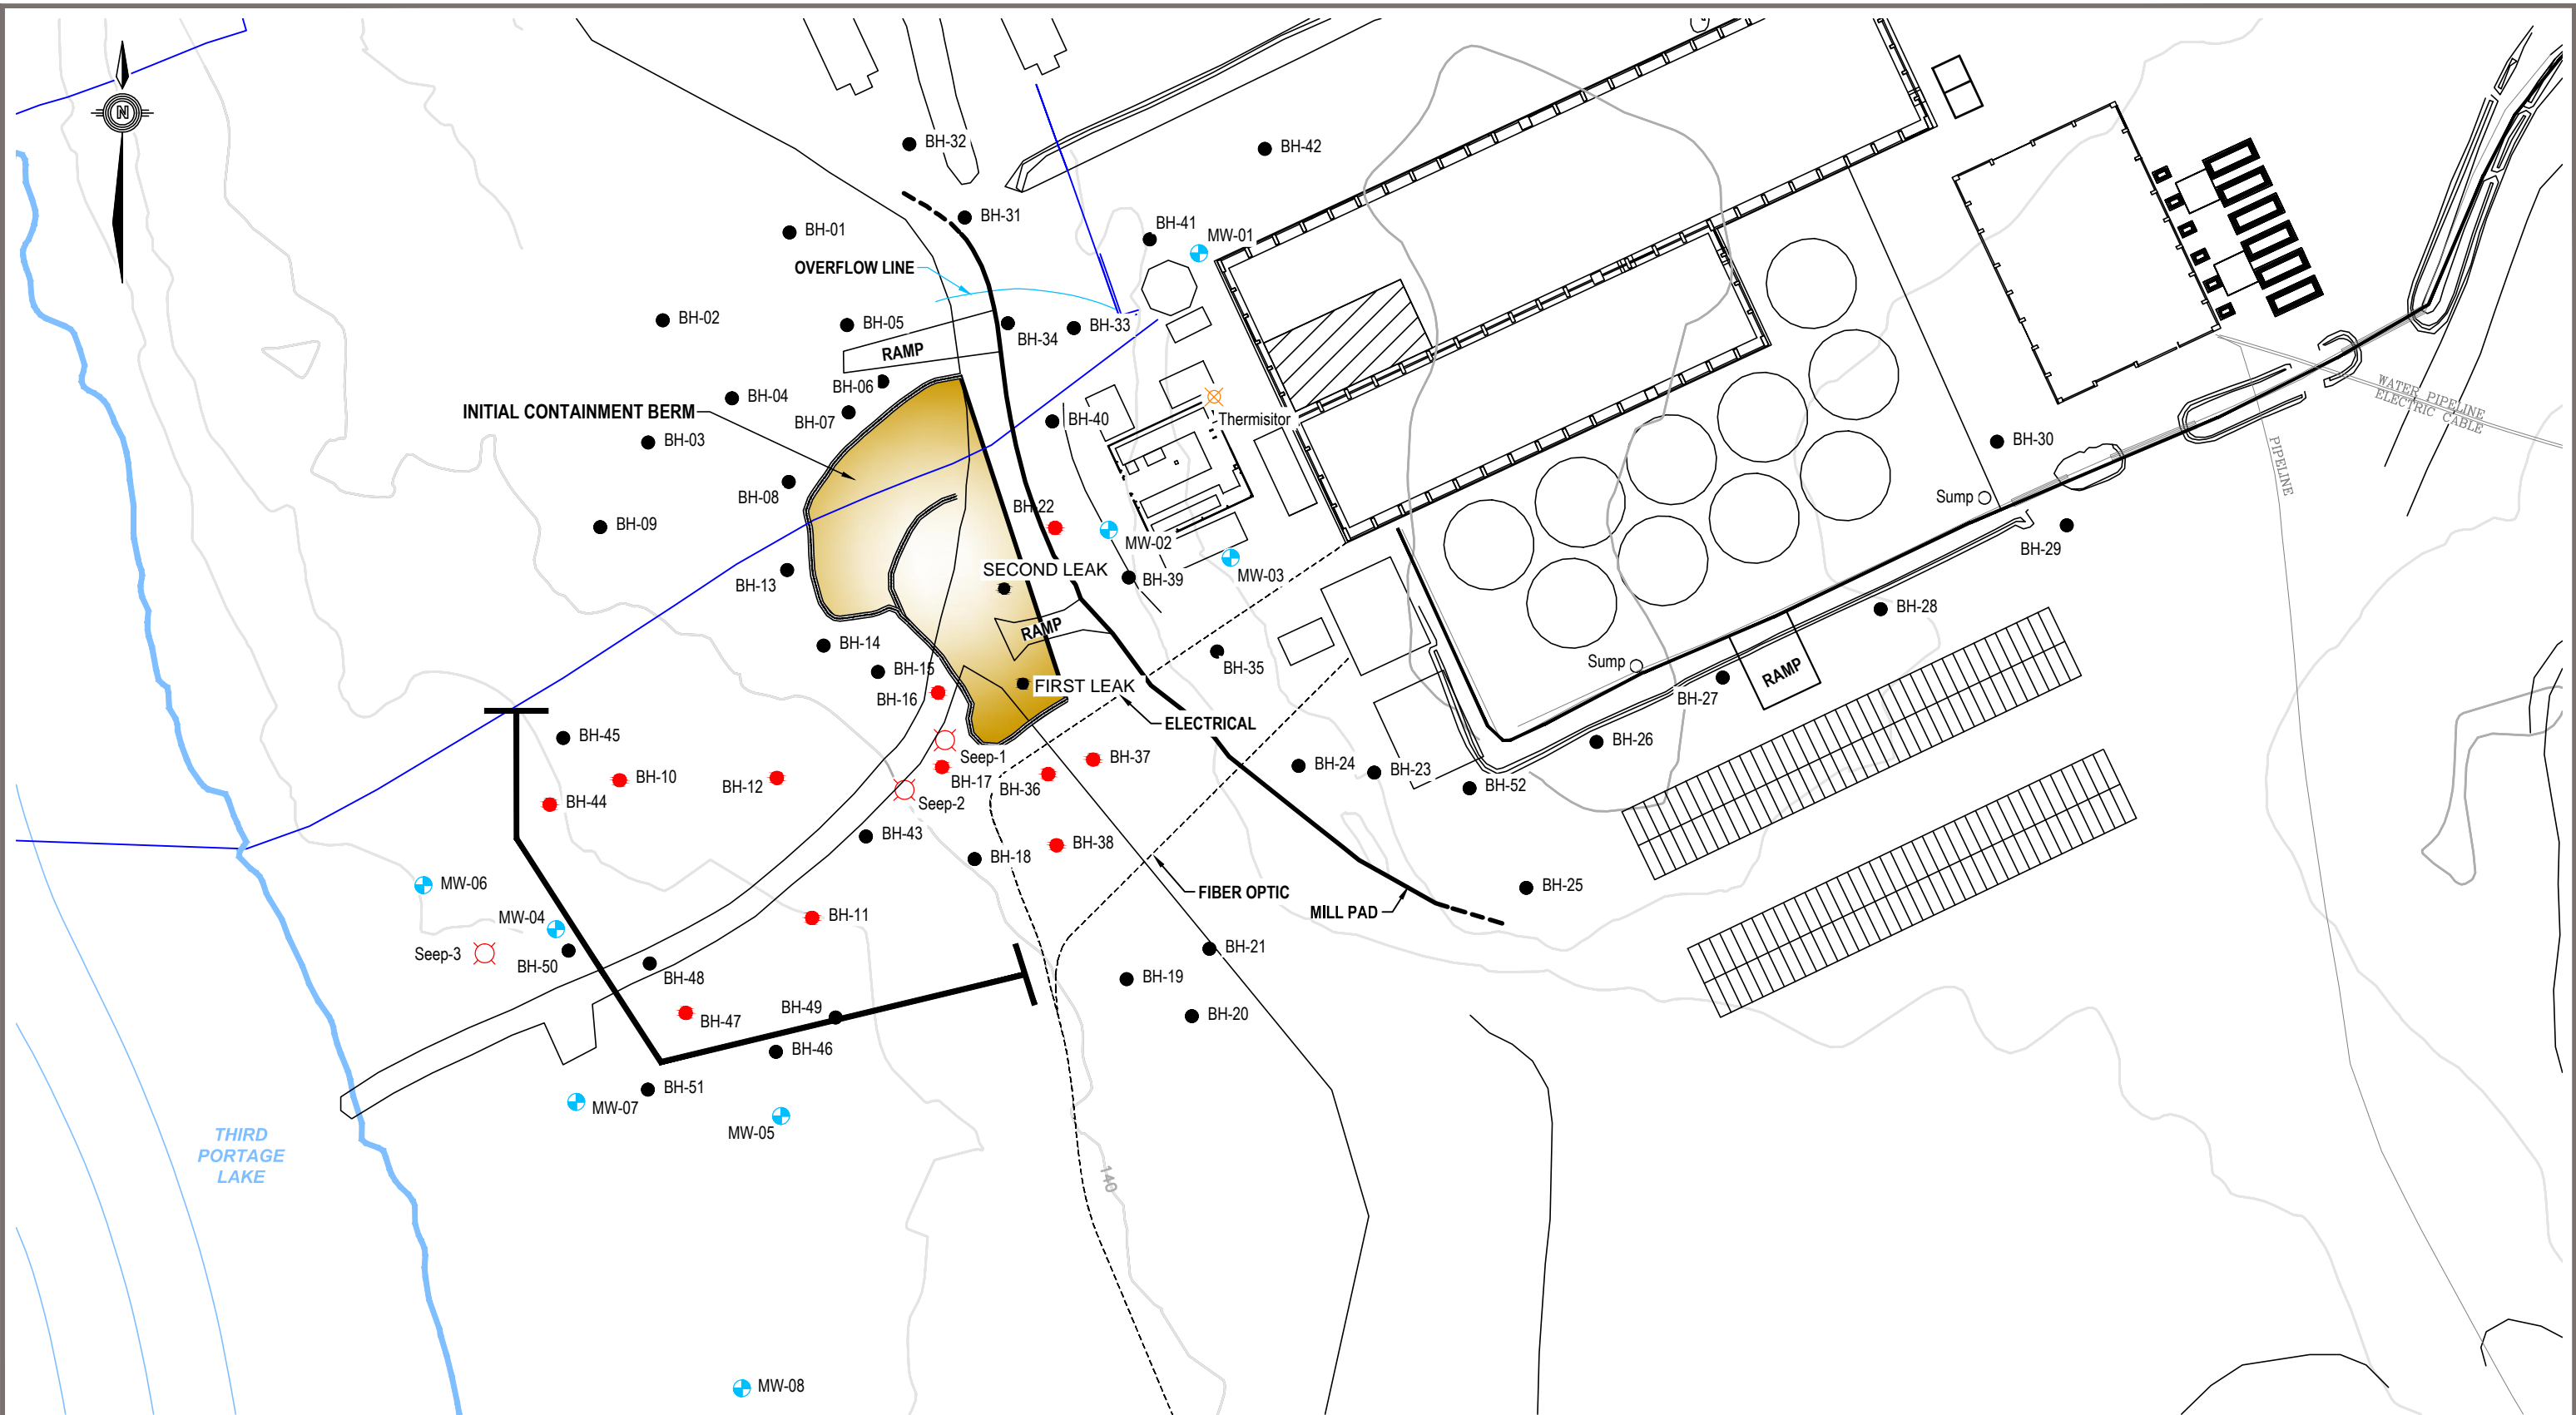 N
BH-32
BH-42
BH-31
BH-41
BH-01
MW-01
OVERFLOW LINE
BH-02
BH-05
BH-34
BH-33
RAMP
BH-06
WATER PIPELINE
ELECTRIC CABLE
BH-04
INITIAL CONTAINMENT BERM
BH-07
BH-40
Thermisitor
BH-03
BH-30
PIPELINE
BH-08
Sump
BH-22
BH-09
MW-02
BH-29
SECOND LEAK
MW-03
BH-13
BH-39
BH-28
RAMP
BH-14
BH-35
Sump
BH-15
RAMP
FIRST LEAK
BH-27
BH-16
ELECTRICAL
BH-45
BH-26
Seep-1
BH-37
BH-24
BH-23
BH-10
BH-12
BH-17
BH-36
BH-52
BH-44
Seep-2
BH-43
BH-38
BH-18
MW-06
FIBER OPTIC
BH-25
MILL PAD
MW-04
BH-11
Seep-3
BH-50
BH-21
BH-48
BH-19
BH-49
BH-47
BH-20
BH-46
BH-51
MW-07
MW-05
THIRD
PORTAGE
LAKE
140
MW-08